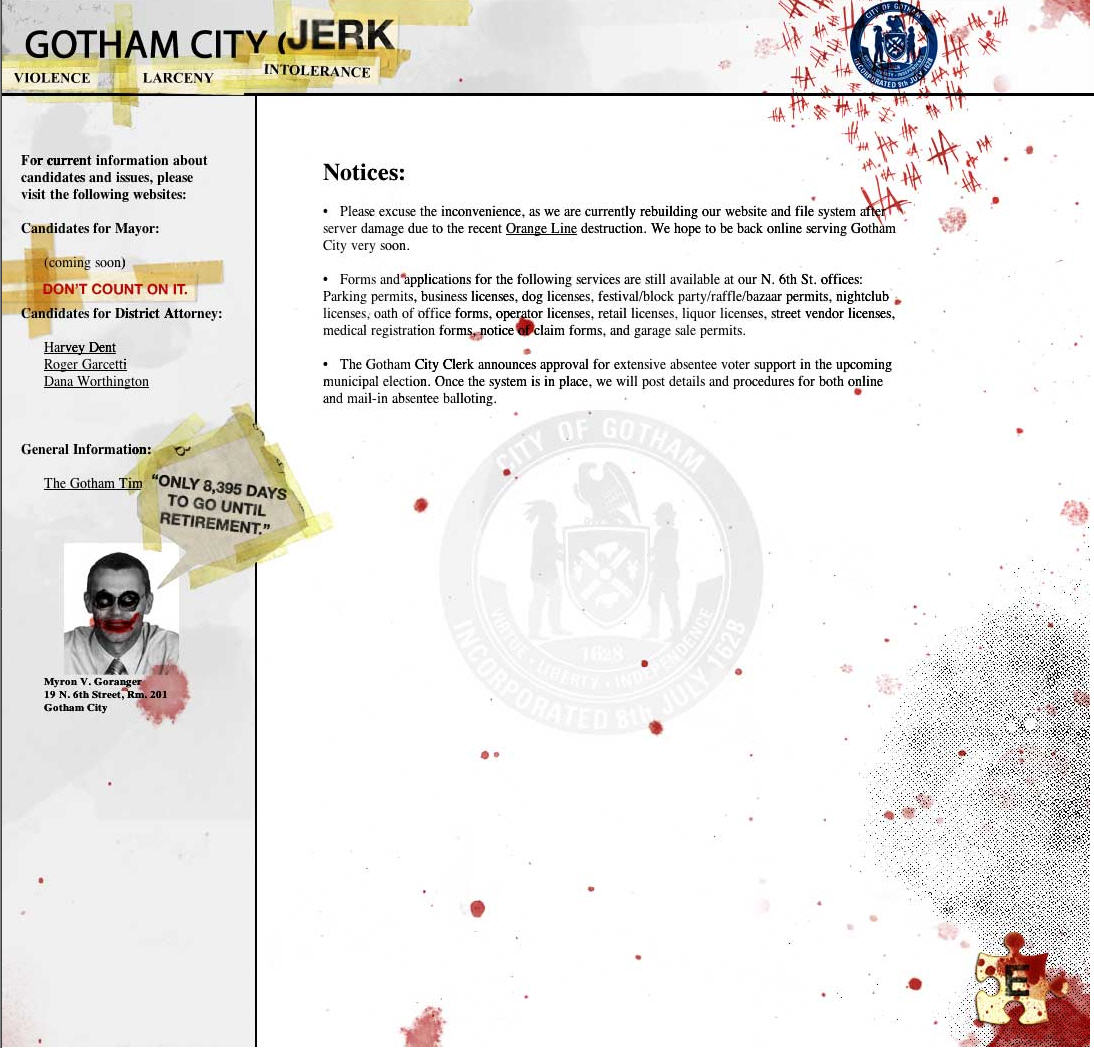 GOTHAM CITY JERK
VIOLENCE LARCENY INTOLERANCE
CITY OF GOTHAM
INCORPORATED 8th JULY 1628
HA HA HA HA HA HA HA HA HA HA HA HA
For current information about
candidates and issues, please
visit the following websites:
Candidates for Mayor:
(coming soon)
DON'T COUNT ON IT.
Candidates for District Attorney:
Harvey Dent
Roger Garcetti
Dana Worthington
General Information:
The Gotham Tim
"ONLY 8,395 DAYS
TO GO UNTIL
RETIREMENT."
Myron V. Goranger
19 N. 6th Street, Rm. 201
Gotham City
Notices:
• Please excuse the inconvenience, as we are currently rebuilding our website and file system after
server damage due to the recent Orange Line destruction. We hope to be back online serving Gotham
City very soon.
• Forms and applications for the following services are still available at our N. 6th St. offices:
Parking permits, business licenses, dog licenses, festival/block party/raffle/bazaar permits, nightclub
licenses, oath of office forms, operator licenses, retail licenses, liquor licenses, street vendor licenses,
medical registration forms, notice of claim forms, and garage sale permits.
• The Gotham City Clerk announces approval for extensive absentee voter support in the upcoming
municipal election. Once the system is in place, we will post details and procedures for both online
and mail-in absentee balloting.
CITY OF GOTHAM
VIRTUE • LIBERTY • INDEPENDENCE
1628
INCORPORATED 8th JULY 1628
E